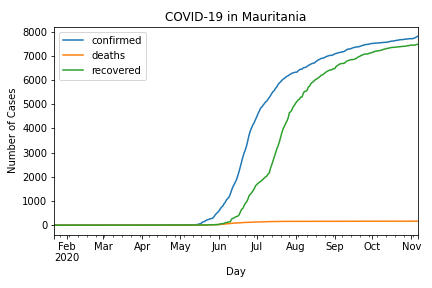 COVID-19 in Mauritania
confirmed
deaths
recovered
Number of Cases
8000
7000
6000
5000
4000
3000
2000
1000
0
Feb Mar Apr May Jun Jul Aug Sep Oct Nov
2020
Day